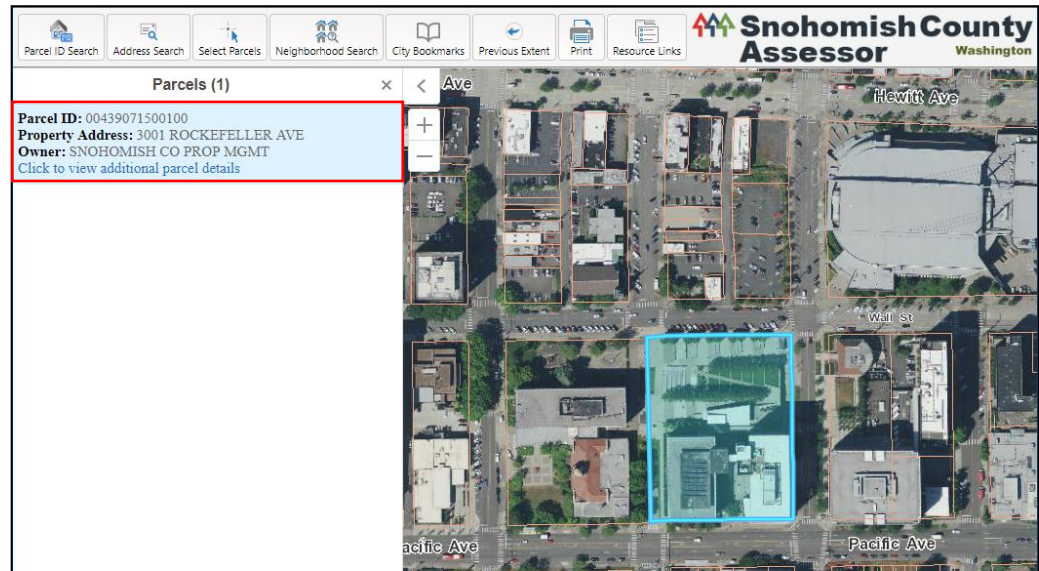 Parcel ID Search
Address Search
Select Parcels
Neighborhood Search
City Bookmarks
Previous Extent
Print
Resource Links
Snohomish County
Assessor
Washington
Parcels (1)
×
Parcel ID: 00439071500100
Property Address: 3001 ROCKEFELLER AVE
Owner: SNOHOMISH CO PROP MGMT
Click to view additional parcel details
Ave
Hewitt Ave
Wall St
acific Ave
Pacific Ave